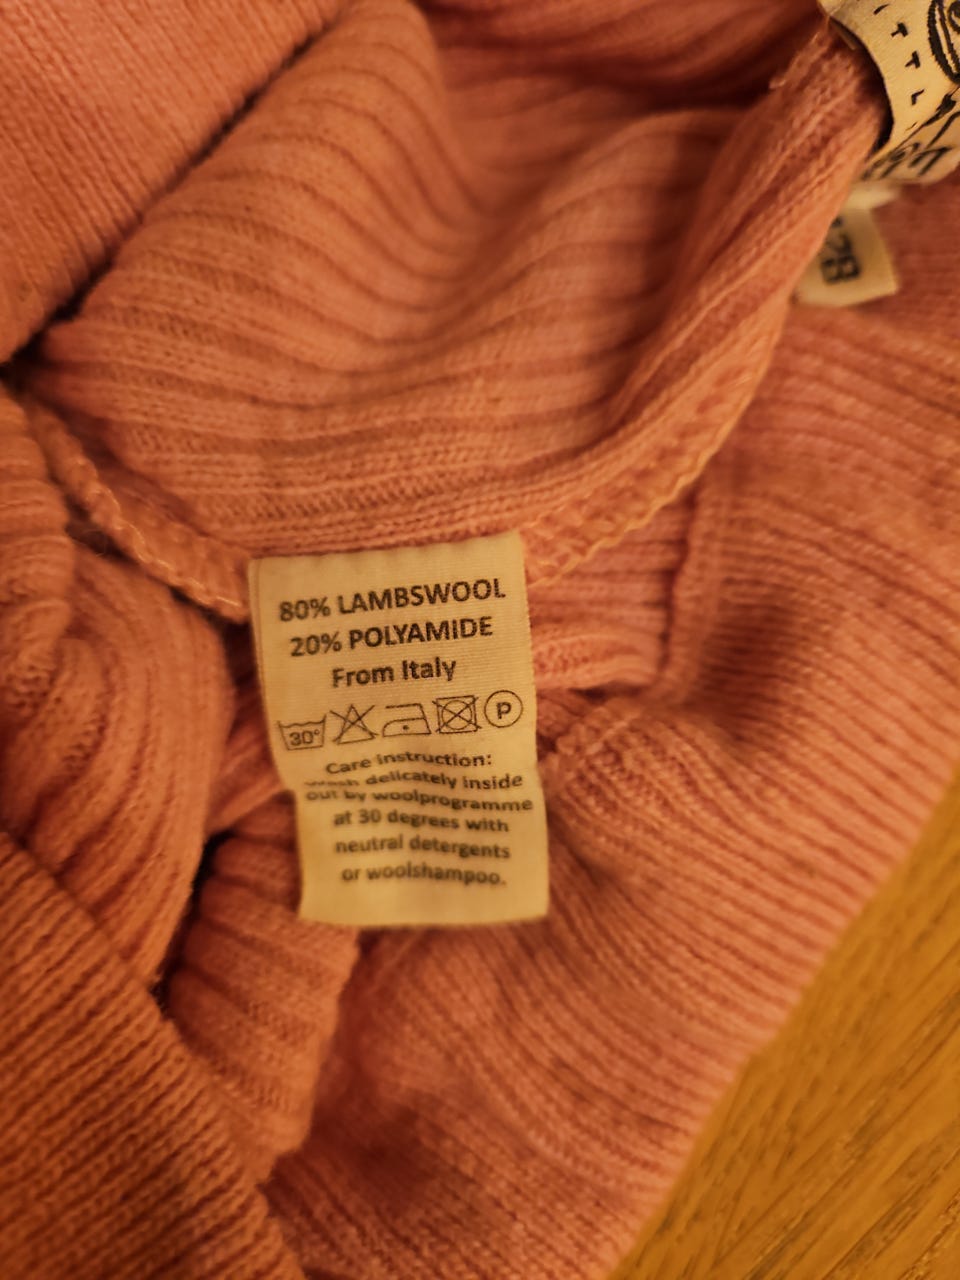 80% LAMBSWOOL
20% POLYAMIDE
From Italy
30° P
Care instruction:
Wash delicately inside
out by woolprogramme
at 30 degrees with
neutral detergents
or woolshampoo.